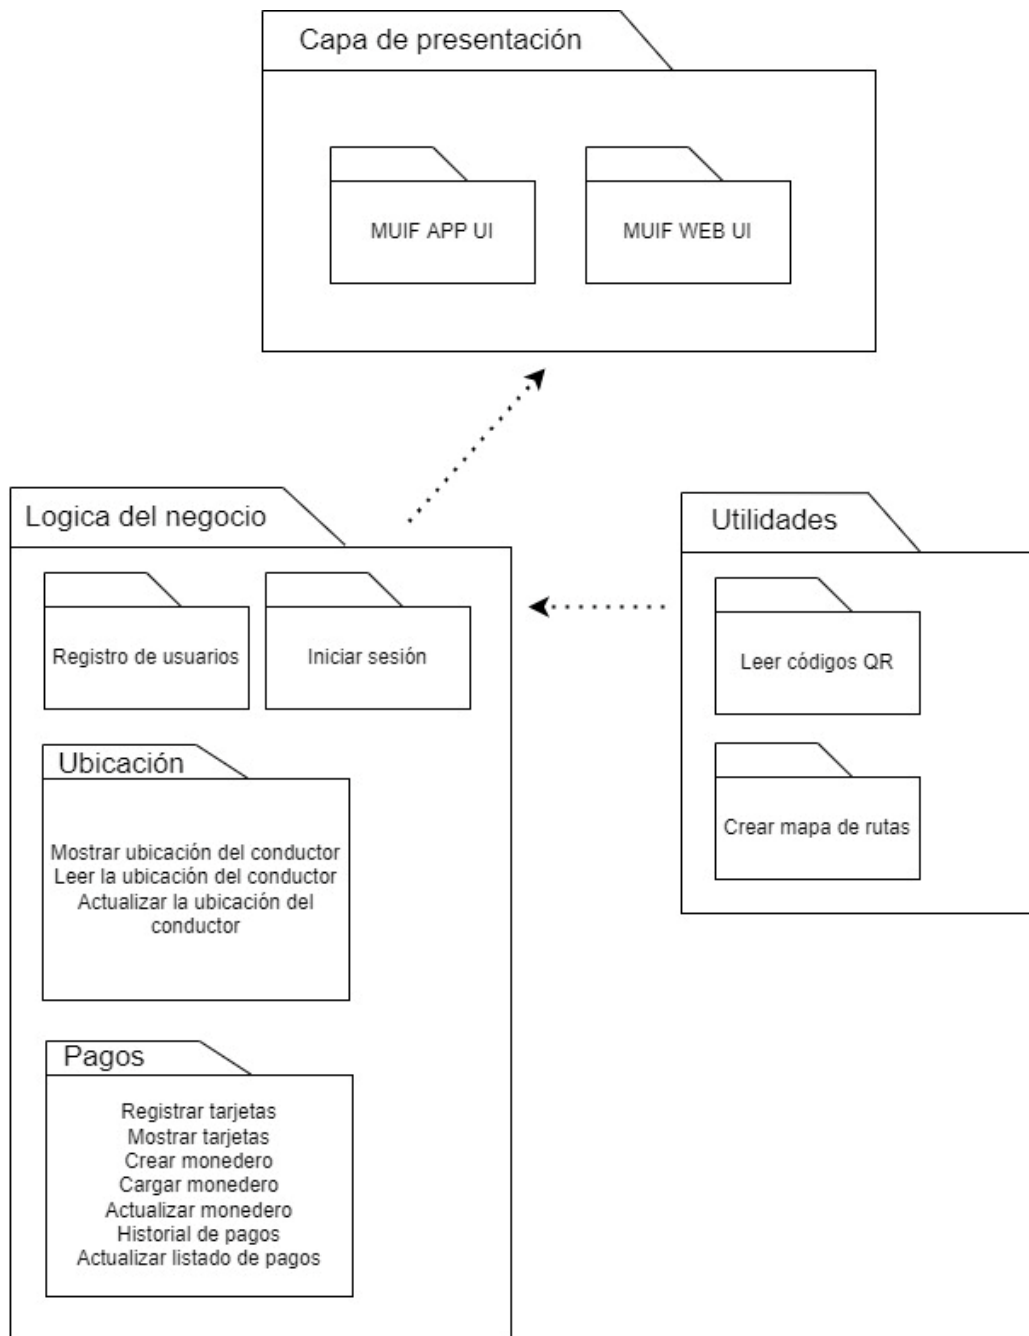 Capa de presentación
MUIF APP UI
MUIF WEB UI
Logica del negocio
Registro de usuarios
Iniciar sesión
Ubicación
Mostrar ubicación del conductor
Leer la ubicación del conductor
Actualizar la ubicación del
conductor
Pagos
Registrar tarjetas
Mostrar tarjetas
Crear monedero
Cargar monedero
Actualizar monedero
Historial de pagos
Actualizar listado de pagos
Utilidades
Leer códigos QR
Crear mapa de rutas